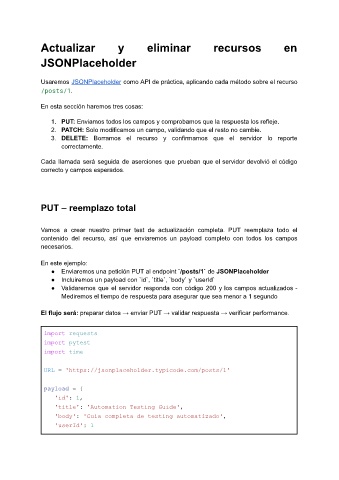 Actualizar y eliminar recursos en
JSONPlaceholder
Usaremos JSONPlaceholder como API de práctica, aplicando cada método sobre el recurso
/posts/1.
En esta sección haremos tres cosas:
1. PUT: Enviamos todos los campos y comprobamos que la respuesta los refleje.
2. PATCH: Solo modificamos un campo, validando que el resto no cambie.
3. DELETE: Borramos el recurso y confirmamos que el servidor lo reporte
correctamente.
Cada llamada será seguida de aserciones que prueban que el servidor devolvió el código
correcto y campos esperados.
PUT – reemplazo total
Vamos a crear nuestro primer test de actualización completa. PUT reemplaza todo el
contenido del recurso, así que enviaremos un payload completo con todos los campos
necesarios.
En este ejemplo:
● Enviaremos una petición PUT al endpoint `/posts/1` de JSONPlaceholder
● Incluiremos un payload con `id`, `title`, `body` y `userId`
● Validaremos que el servidor responda con código 200 y los campos actualizados -
Mediremos el tiempo de respuesta para asegurar que sea menor a 1 segundo
El flujo será: preparar datos → enviar PUT → validar respuesta → verificar performance.
import requests
import pytest
import time
URL = 'https://jsonplaceholder.typicode.com/posts/1'
payload = {
'id': 1,
'title': 'Automation Testing Guide',
'body': 'Guía completa de testing automatizado',
'userId': 1